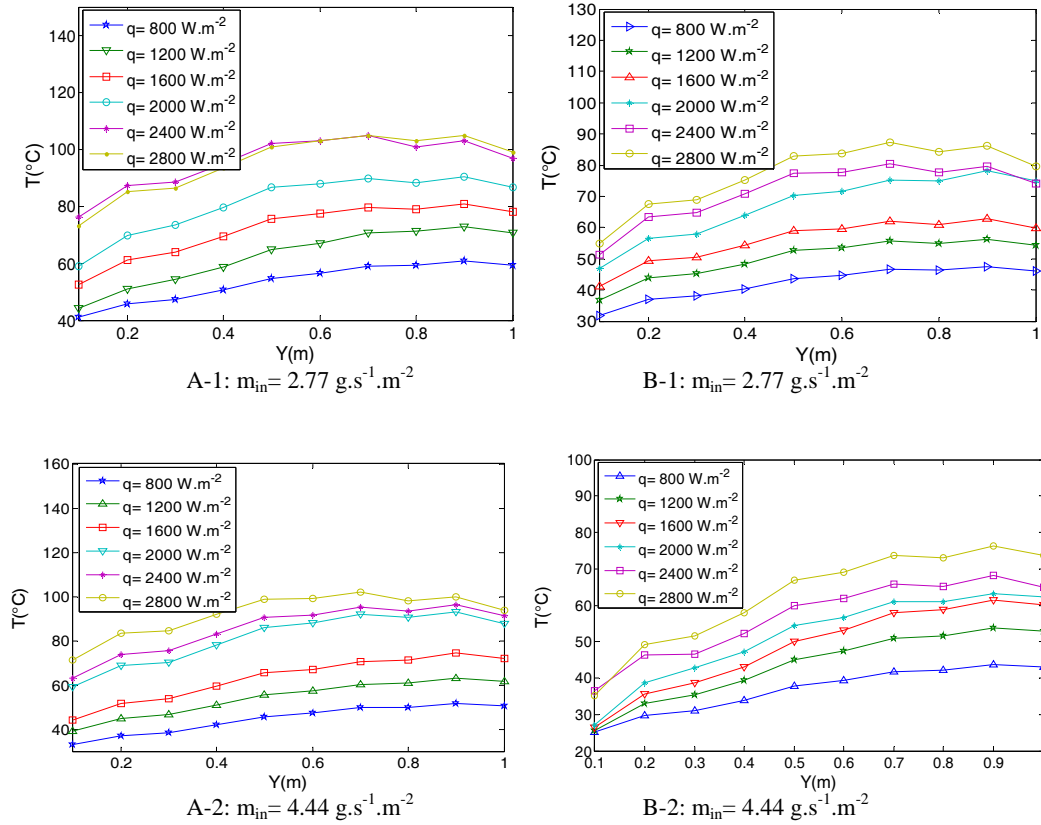 140
120
100
80
60
40
T(°C)
q= 800 W.m⁻²
q= 1200 W.m⁻²
q= 1600 W.m⁻²
q= 2000 W.m⁻²
q= 2400 W.m⁻²
q= 2800 W.m⁻²
0.2 0.4 0.6 0.8 1
Y(m)
A-1: mᵢₙ= 2.77 g.s⁻¹.m⁻²
130
120
110
100
90
80
70
60
50
40
30
T(°C)
q= 800 W.m⁻²
q= 1200 W.m⁻²
q= 1600 W.m⁻²
q= 2000 W.m⁻²
q= 2400 W.m⁻²
q= 2800 W.m⁻²
0.2 0.4 0.6 0.8 1
Y(m)
B-1: mᵢₙ= 2.77 g.s⁻¹.m⁻²
160
140
120
100
80
60
40
T(°C)
q= 800 W.m⁻²
q= 1200 W.m⁻²
q= 1600 W.m⁻²
q= 2000 W.m⁻²
q= 2400 W.m⁻²
q= 2800 W.m⁻²
0.2 0.4 0.6 0.8 1
Y(m)
A-2: mᵢₙ= 4.44 g.s⁻¹.m⁻²
100
90
80
70
60
50
40
30
20
T(°C)
q= 800 W.m⁻²
q= 1200 W.m⁻²
q= 1600 W.m⁻²
q= 2000 W.m⁻²
q= 2400 W.m⁻²
q= 2800 W.m⁻²
0.1 0.2 0.3 0.4 0.5 0.6 0.7 0.8 0.9
Y(m)
B-2: mᵢₙ= 4.44 g.s⁻¹.m⁻²